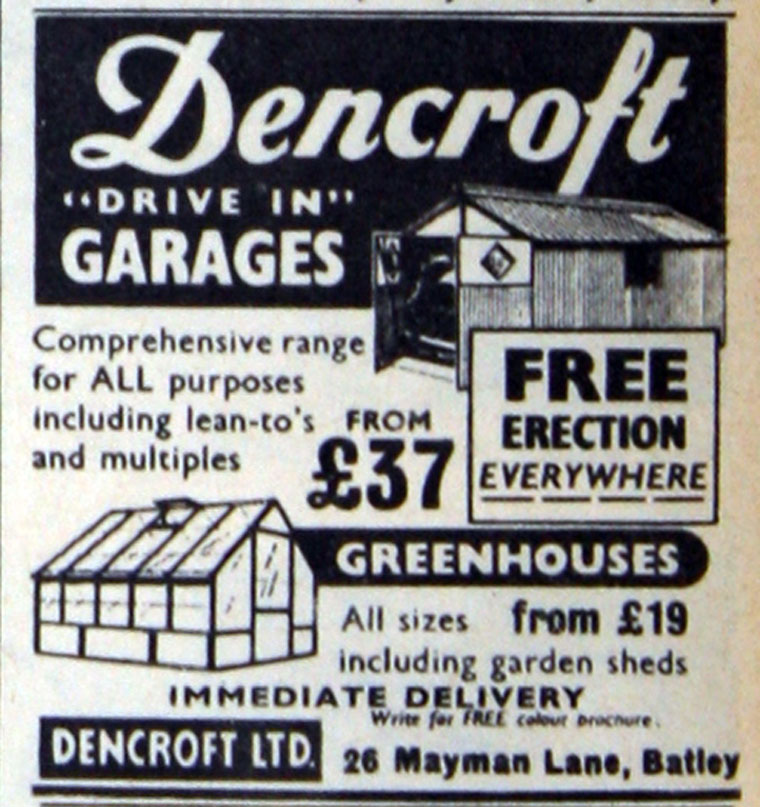 Dencroft
"DRIVE IN"
GARAGES
Comprehensive range
for ALL purposes
including lean-to's
and multiples
FROM
£37
FREE
ERECTION
EVERYWHERE
GREENHOUSES
All sizes from £19
including garden sheds
IMMEDIATE DELIVERY
Write for FREE colour brochure.
DENCROFT LTD.
26 Mayman Lane, Batley